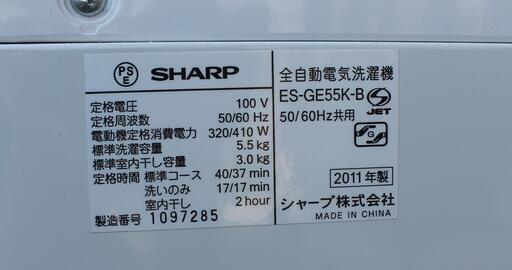 PS
E
SHARP
定格電圧 100 V
定格周波数 50/60 Hz
電動機定格消費電力 320/410 W
標準洗濯容量 5.5 kg
標準室内干し容量 3.0 kg
定格時間 標準コース 40/37 min
洗いのみ 17/17 min
室内干し 2 hour
製造番号 1097285
全自動電気洗濯機
ES-GE55K-B
JET
50/60Hz共用
G
2011年製
シャープ株式会社
MADE IN CHINA